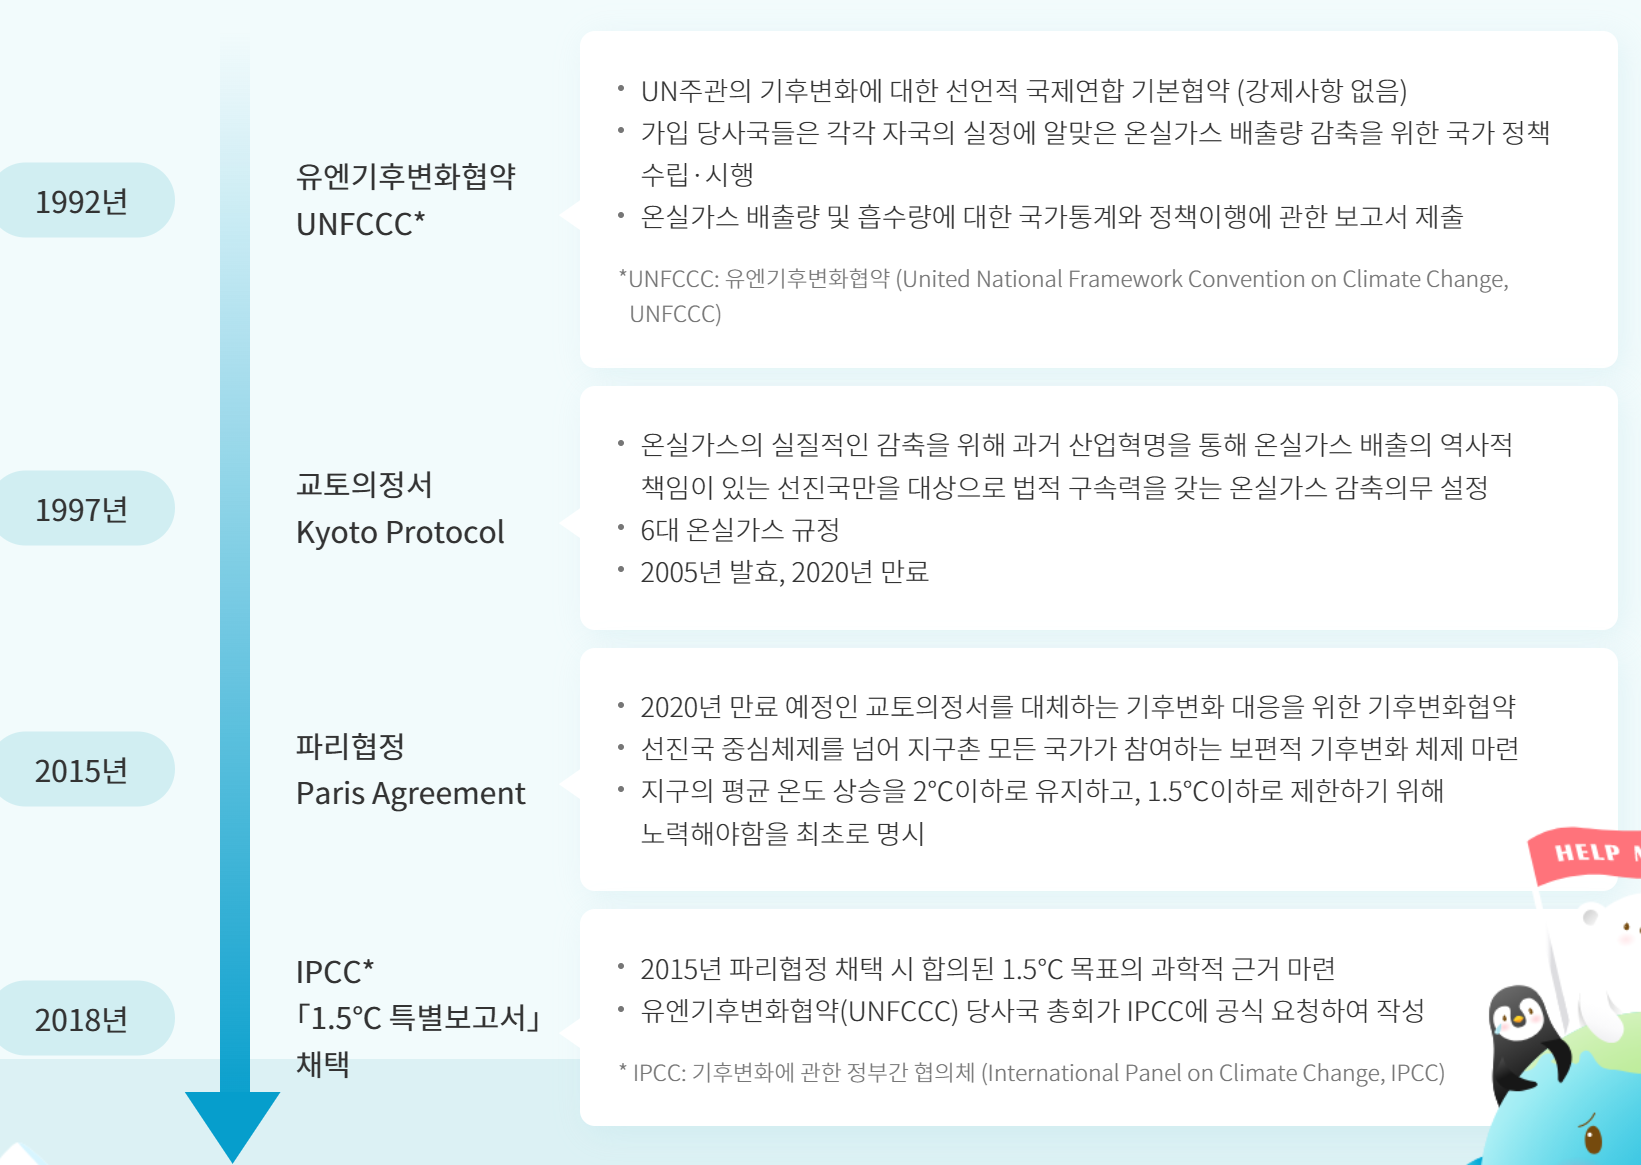 1992년
유엔기후변화협약
UNFCCC*
• UN주관의 기후변화에 대한 선언적 국제연합 기본협약 (강제사항 없음)
• 가입 당사국들은 각각 자국의 실정에 알맞은 온실가스 배출량 감축을 위한 국가 정책
수립·시행
• 온실가스 배출량 및 흡수량에 대한 국가통계와 정책이행에 관한 보고서 제출
*UNFCCC: 유엔기후변화협약 (United National Framework Convention on Climate Change,
UNFCCC)
1997년
교토의정서
Kyoto Protocol
• 온실가스의 실질적인 감축을 위해 과거 산업혁명을 통해 온실가스 배출의 역사적
책임이 있는 선진국만을 대상으로 법적 구속력을 갖는 온실가스 감축의무 설정
• 6대 온실가스 규정
• 2005년 발효, 2020년 만료
2015년
파리협정
Paris Agreement
• 2020년 만료 예정인 교토의정서를 대체하는 기후변화 대응을 위한 기후변화협약
• 선진국 중심체제를 넘어 지구촌 모든 국가가 참여하는 보편적 기후변화 체제 마련
• 지구의 평균 온도 상승을 2℃이하로 유지하고, 1.5℃이하로 제한하기 위해
노력해야함을 최초로 명시
HELP
2018년
IPCC*
「1.5℃ 특별보고서」
채택
• 2015년 파리협정 채택 시 합의된 1.5℃ 목표의 과학적 근거 마련
• 유엔기후변화협약(UNFCCC) 당사국 총회가 IPCC에 공식 요청하여 작성
* IPCC: 기후변화에 관한 정부간 협의체 (International Panel on Climate Change, IPCC)